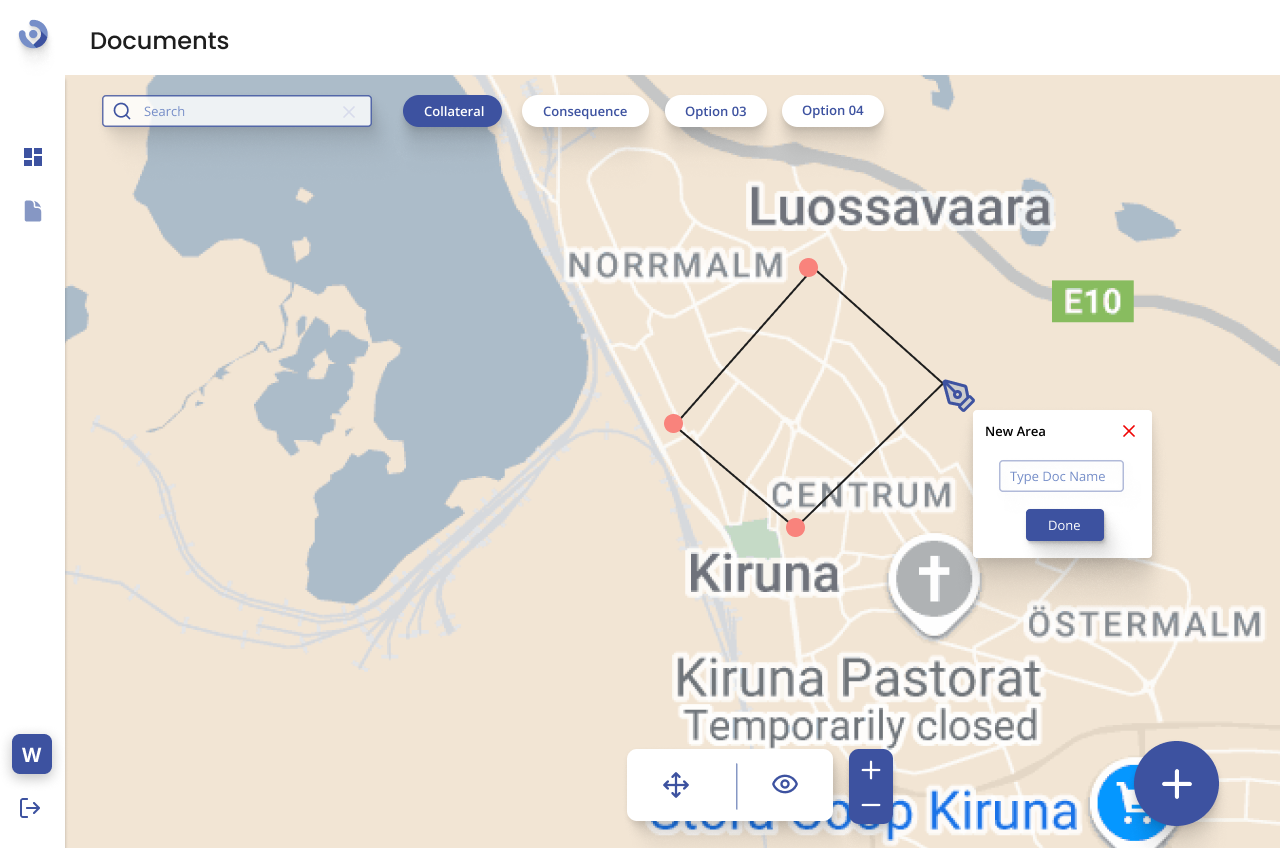 Documents
Search
Collateral
Consequence
Option 03
Option 04
Luossavaara
NORRMALM
E10
New Area
Type Doc Name
Done
CENTRUM
Kiruna
ÖSTERMALM
Kiruna Pastorat
Temporarily closed
W
Stora Coop Kiruna